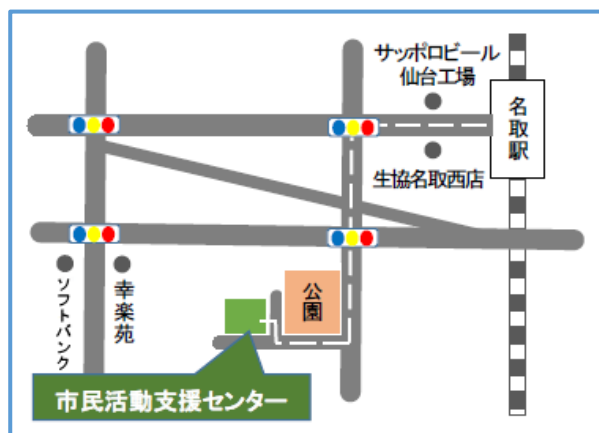 サッポロビール
仙台工場
名取駅
生協名取西店
公園
ソフトバンク
幸楽苑
市民活動支援センター